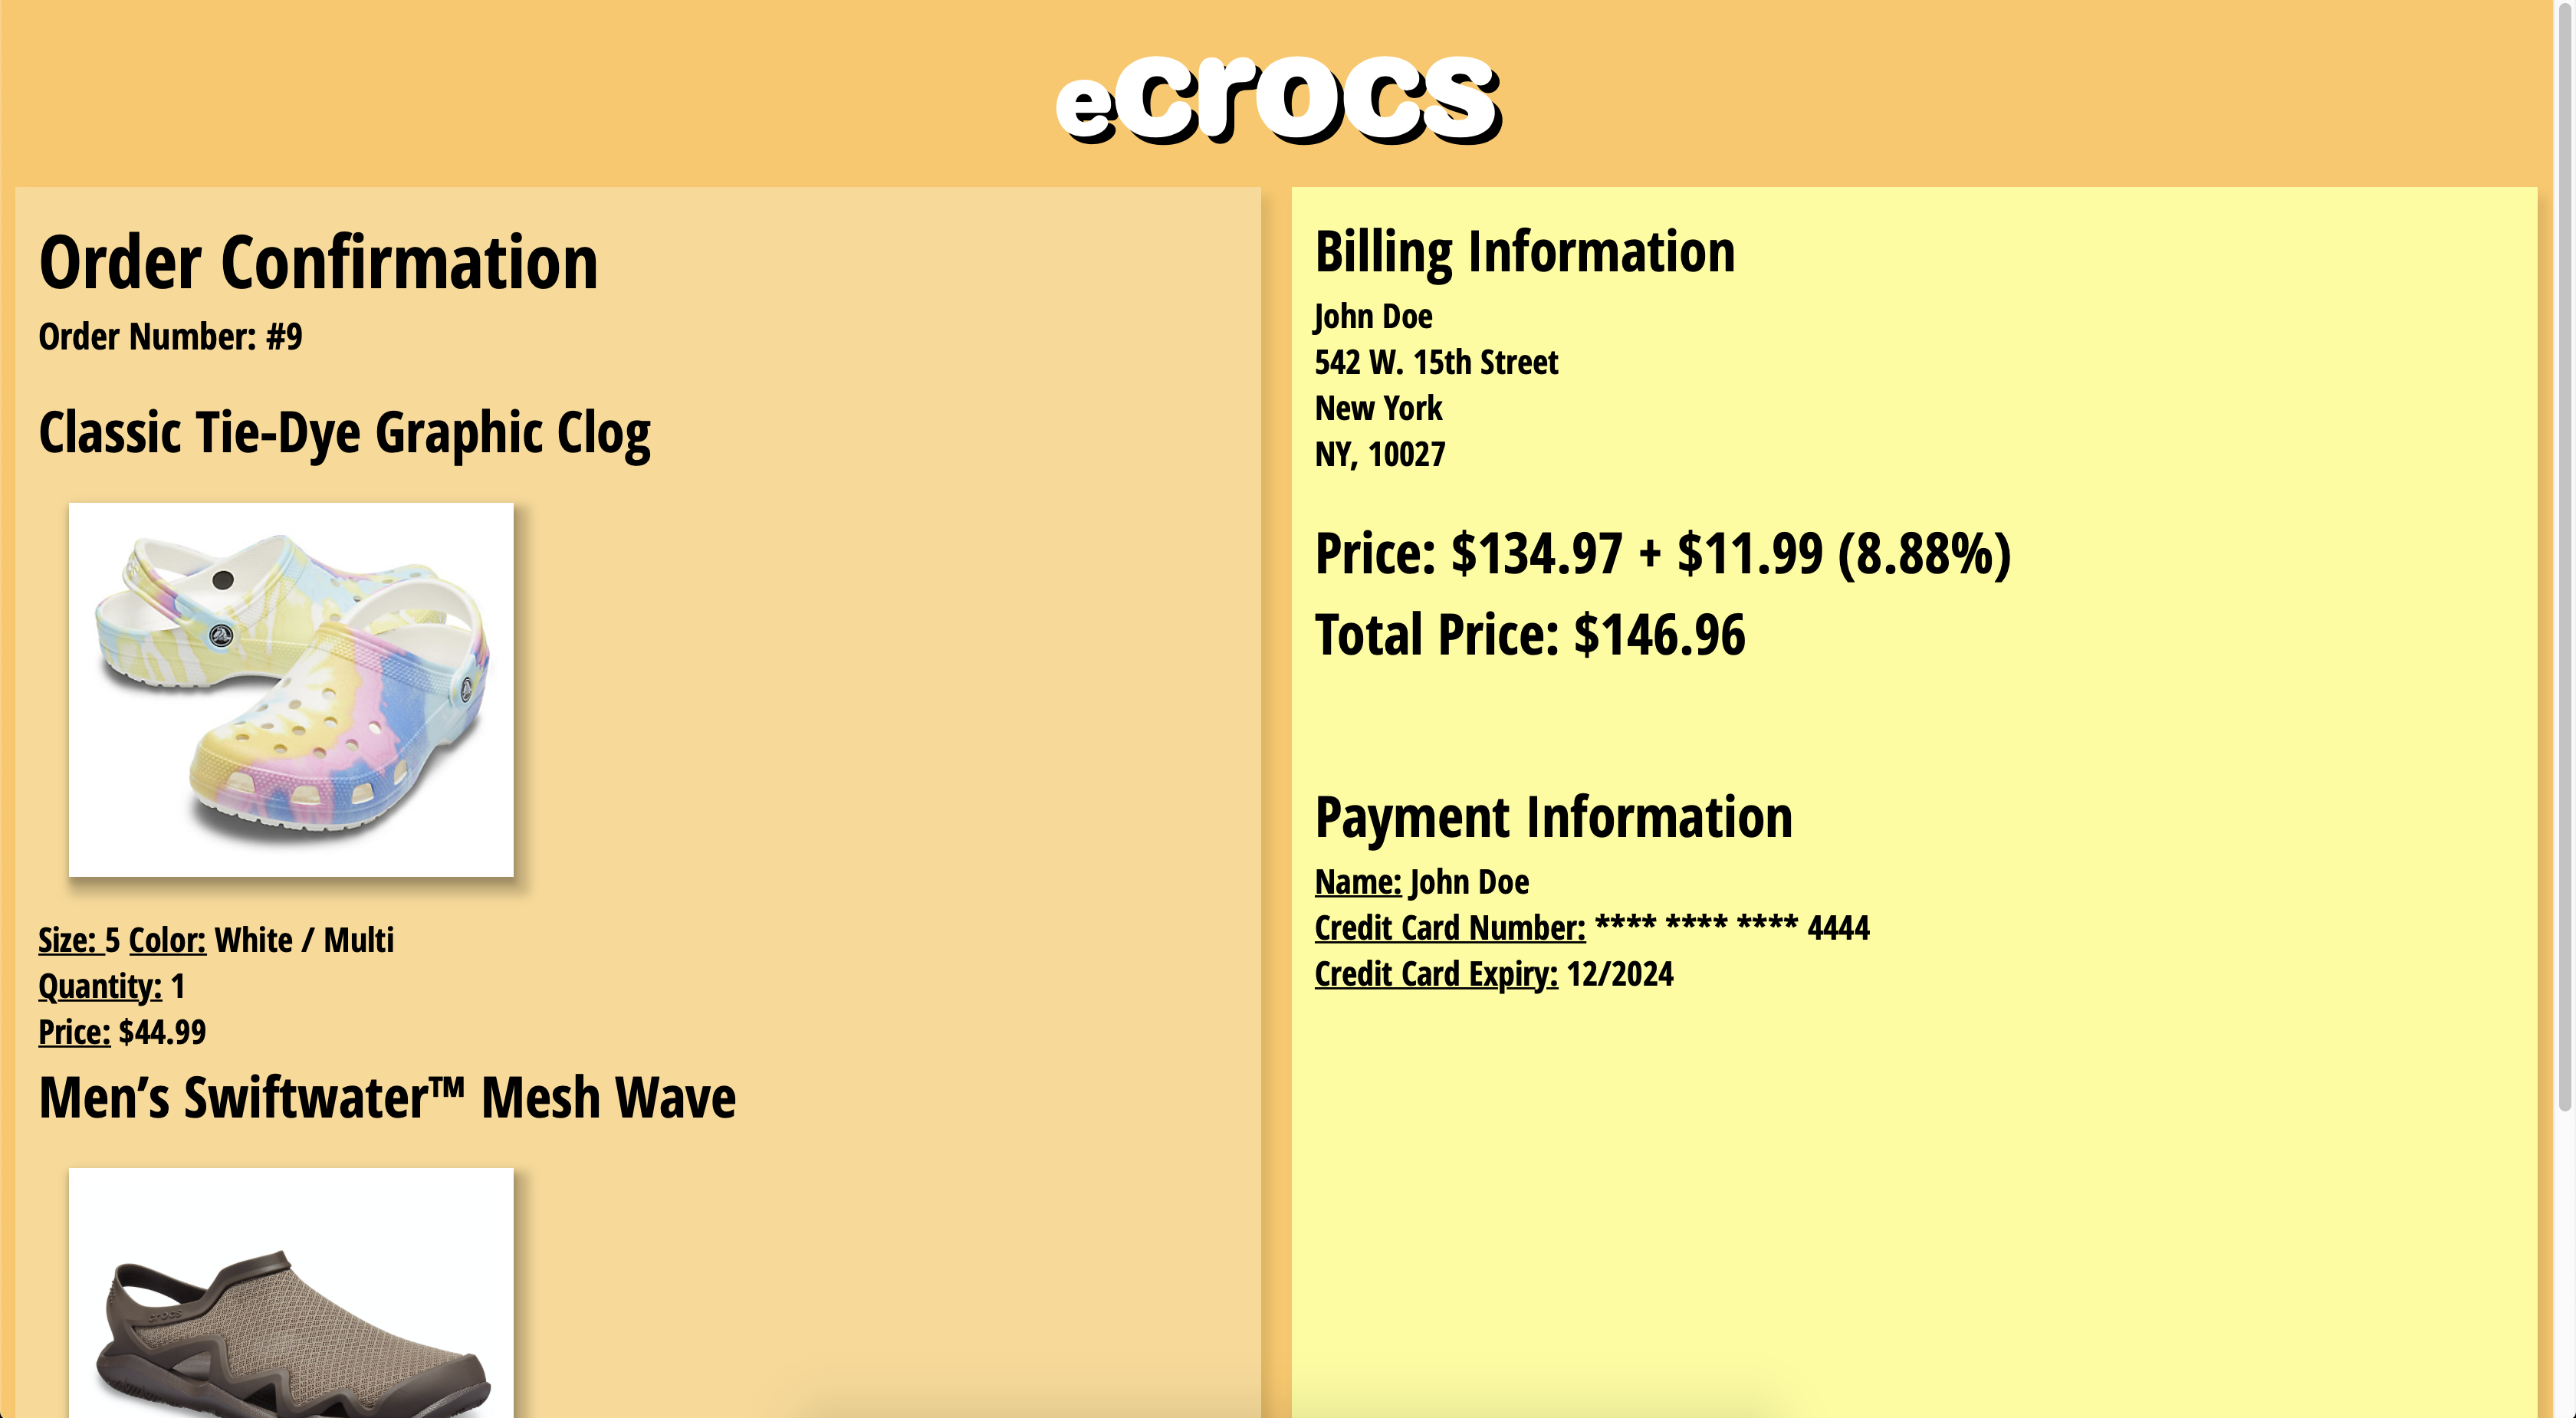 ecrocs
Order Confirmation
Order Number: #9
Classic Tie-Dye Graphic Clog
Size: 5 Color: White / Multi
Quantity: 1
Price: $44.99
Men’s Swiftwater™ Mesh Wave
crocs
Billing Information
John Doe
542 W. 15th Street
New York
NY, 10027
Price: $134.97 + $11.99 (8.88%)
Total Price: $146.96
Payment Information
Name: John Doe
Credit Card Number: **** **** **** 4444
Credit Card Expiry: 12/2024